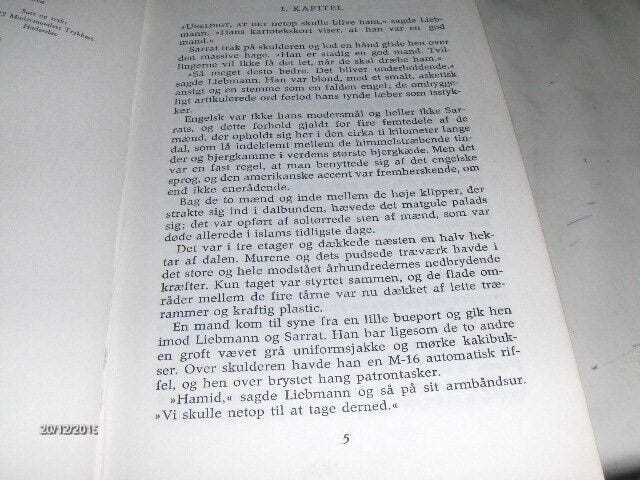 Sats og tryk:
Modersmaalets Trykkeri
Haderslev
1. KAPITEL
»UHELDIGT, AT DET netop skulle blive ham,« sagde Lieb-
mann. »Hans kartotekskort viser, at han var en god
mand.«
Sarrat trak på skulderen og lod en hånd glide hen over
den massive hage. »Han er stadig en god mand. Tvil-
lingerne vil ikke få det let, når de skal dræbe ham.«
»Så meget desto bedre. Det bliver underholdende,«
sagde Liebmann. Han var blond, med et smalt, asketisk
ansigt og en stemme som en falden engel; de omhygge-
ligt artikulerede ord forlod hans tynde læber som isstyk-
ker.
Engelsk var ikke hans modersmål og heller ikke Sar-
rats, og dette forhold gjaldt for fire femtedele af de
mænd, der opholdt sig her i den cirka ti kilometer lange
dal, som lå indeklemt mellem de himmelstræbende tin-
der og bjergkamme i verdens største bjergkæde. Men det
var en fast regel, at man benyttede sig af det engelske
sprog, og den amerikanske accent var fremherskende, om
end ikke enerådende.
Bag de to mænd og inde mellem de høje klipper, der
strakte sig ind i dalbunden, hævede det matgule palads
sig; det var opført af soltørrede sten af mænd, som var
døde allerede i islams tidligste dage.
Det var i tre etager og dækkede næsten en halv hek-
tar af dalen. Murene og dets pudsede træværk havde i
det store og hele modstået århundredernes nedbrydende
kræfter. Kun taget var styrtet sammen, og de flade om-
råder mellem de fire tårne var nu dækket af lette træ-
rammer og kraftig plastic.
En mand kom til syne fra en lille bueport og gik hen
imod Liebmann og Sarrat. Han bar ligesom de to andre
en groft vævet grå uniformsjakke og mørke kakibuk-
ser. Over skulderen havde han en M-16 automatisk rif-
fel, og hen over brystet hang patrontasker.
»Hamid,« sagde Liebmann og så på sit armbåndsur.
»Vi skulle netop til at tage derned.«
5
20/12/2015